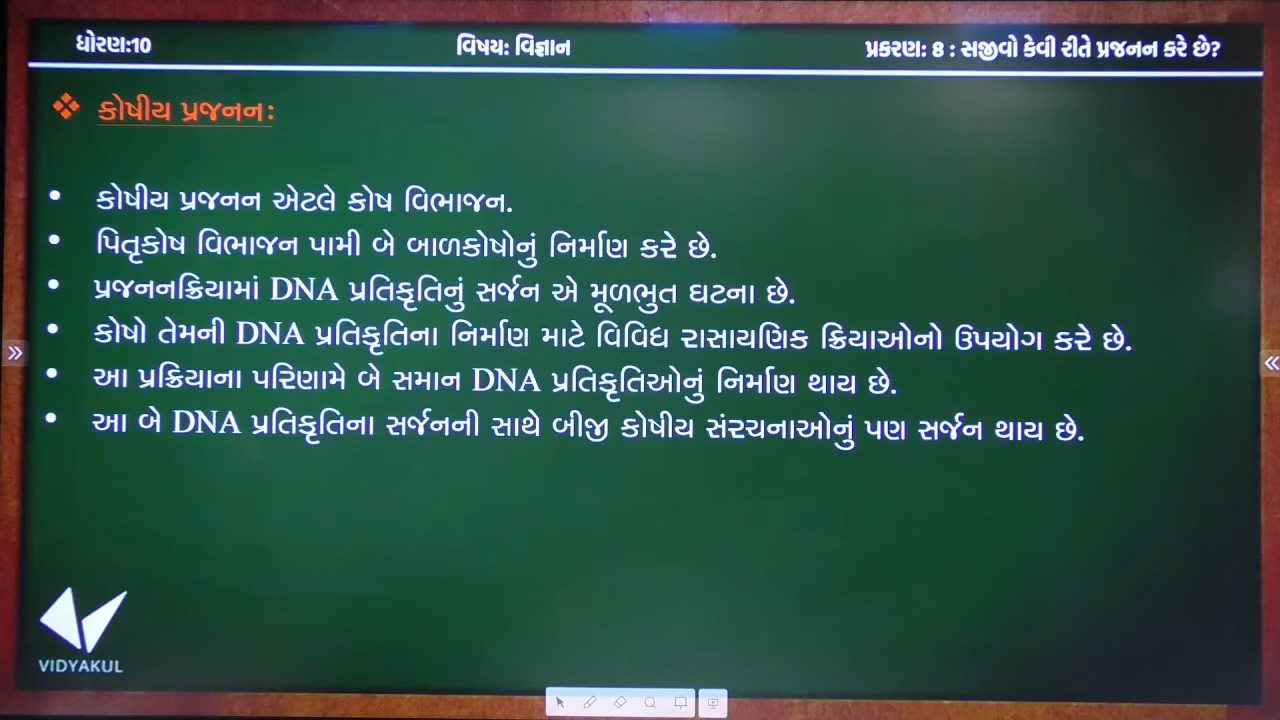 ધોરણ:10
વિષય: વિજ્ઞાન
પ્રકરણ: 8 : સજીવો કેવી રીતે પ્રજનન કરે છે?
કોષીય પ્રજનન:
કોષીય પ્રજનન એટલે કોષ વિભાજન.
પિતૃકોષ વિભાજન પામી બે બાળકોષોનું નિર્માણ કરે છે.
પ્રજનનક્રિયામાં DNA પ્રતિકૃતિનું સર્જન એ મૂળભુત ઘટના છે.
કોષો તેમની DNA પ્રતિકૃતિના નિર્માણ માટે વિવિધ રાસાયણિક ક્રિયાઓનો ઉપયોગ કરે છે.
આ પ્રક્રિયાના પરિણામે બે સમાન DNA પ્રતિકૃતિઓનું નિર્માણ થાય છે.
આ બે DNA પ્રતિકૃતિના સર્જનની સાથે બીજી કોષીય સંરચનાઓનું પણ સર્જન થાય છે.
VIDYAKUL